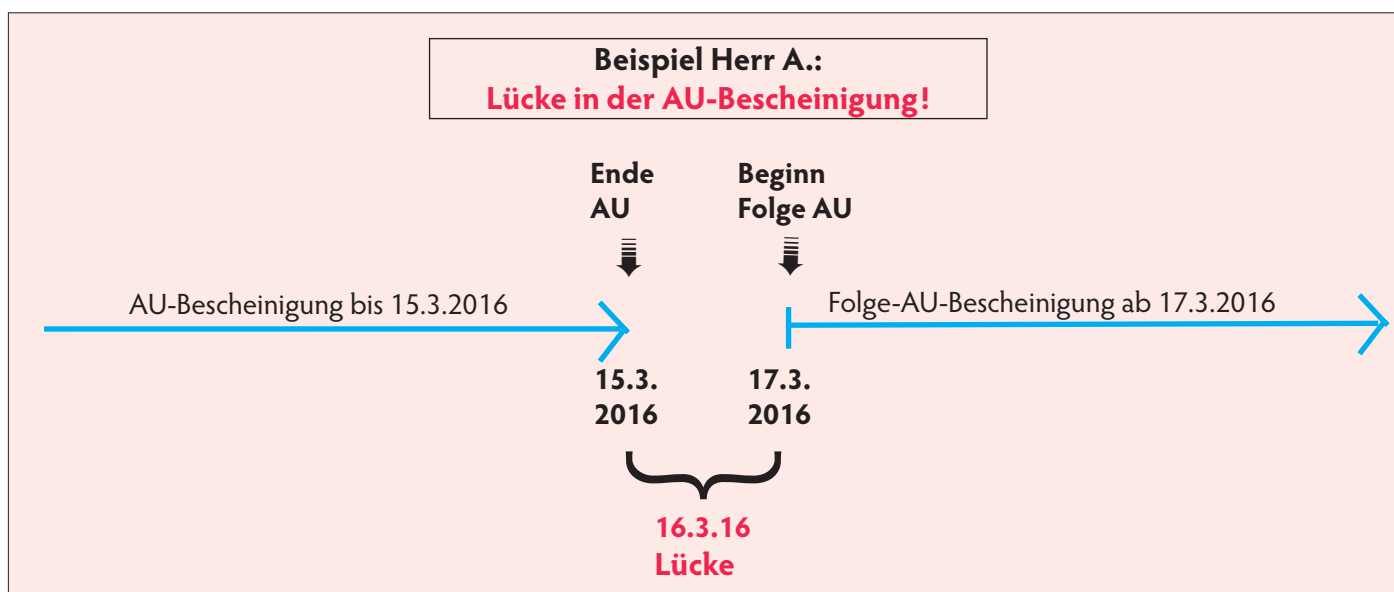 Beispiel Herr A.:
Lücke in der AU-Bescheinigung!
Ende
AU
Beginn
Folge AU
AU-Bescheinigung bis 15.3.2016
Folge-AU-Bescheinigung ab 17.3.2016
15.3.
2016
17.3.
2016
16.3.16
Lücke